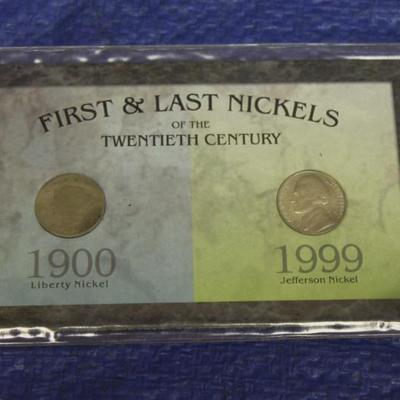 FIRST & LAST NICKELS
OF THE
TWENTIETH CENTURY
1900
Liberty Nickel
1999
Jefferson Nickel